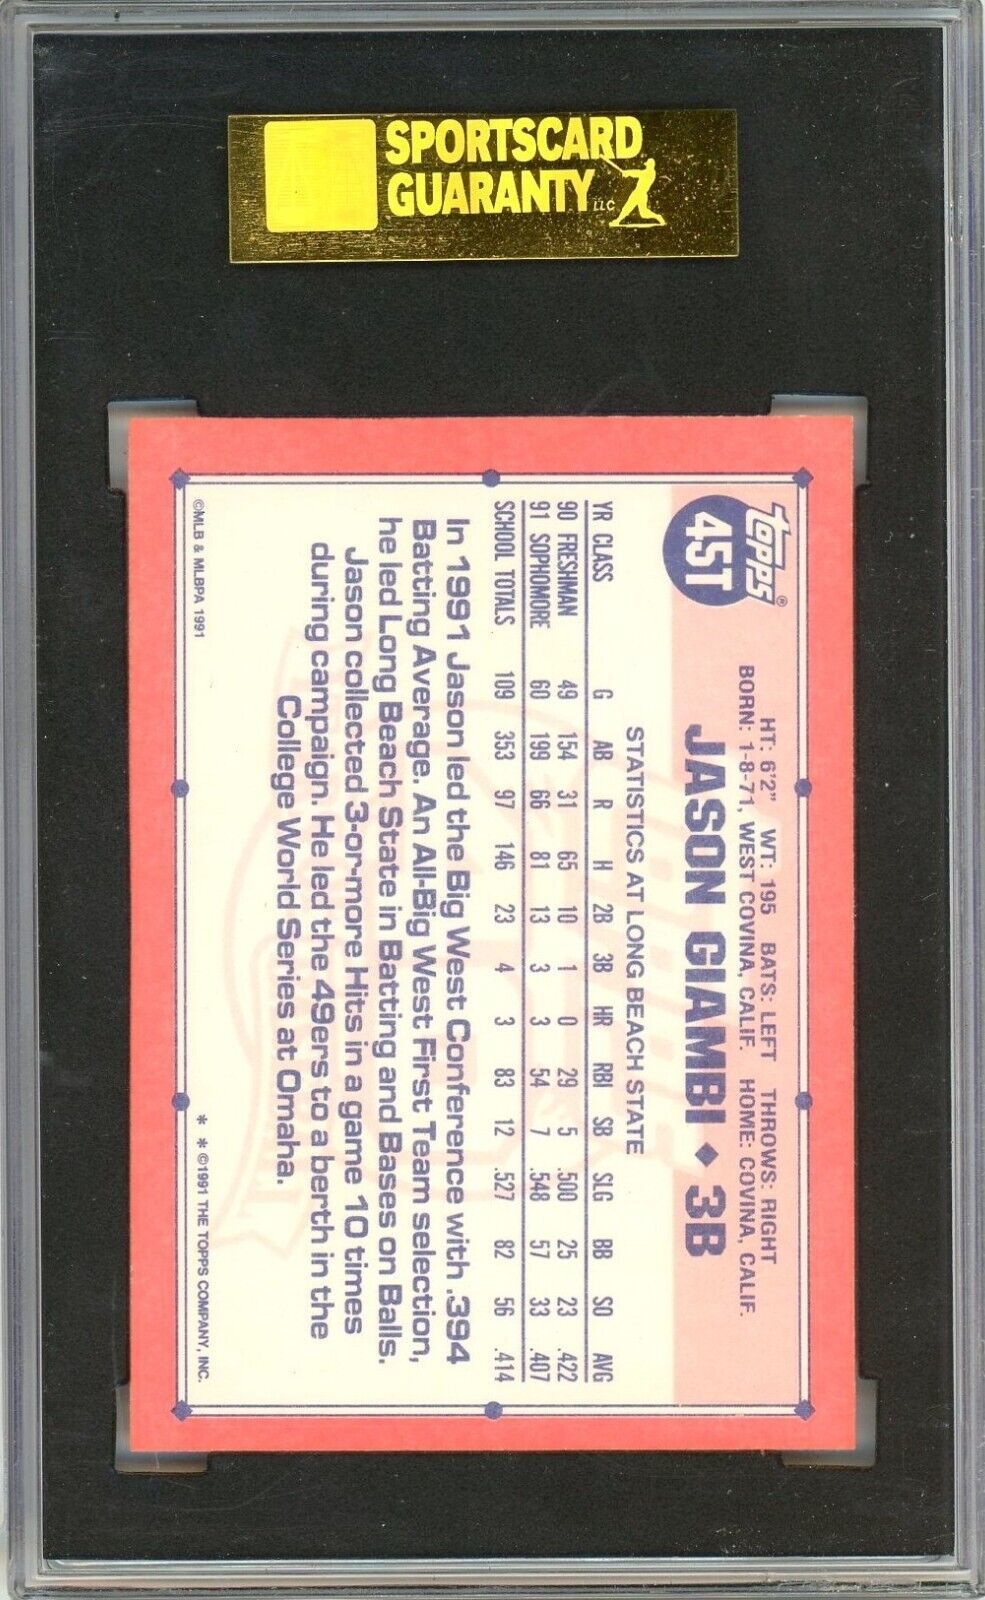 SPORTSCARD
GUARANTY LLC
topps®
45T
HT: 6'2" WT: 195 BATS: LEFT THROWS: RIGHT
BORN: 1-8-71, WEST COVINA, CALIF. HOME: COVINA, CALIF.
JASON GIAMBI ◆ 3B
STATISTICS AT LONG BEACH STATE
YR CLASS G AB R H 2B 3B HR RBI SB SLG BB SO AVG
90 FRESHMAN 49 154 31 65 10 1 0 29 5 .500 25 23 .422
91 SOPHOMORE 60 199 66 81 13 3 3 54 7 .548 57 33 .407
SCHOOL TOTALS 109 353 97 146 23 4 3 83 12 .527 82 56 .414
In 1991 Jason led the Big West Conference with .394
Batting Average. An All-Big West First Team selection,
he led Long Beach State in Batting and Bases on Balls.
Jason collected 3-or-more Hits in a game 10 times
during campaign. He led the 49ers to a berth in the
College World Series at Omaha.
©MLB & MLBPA 1991
* * ©1991 THE TOPPS COMPANY, INC.